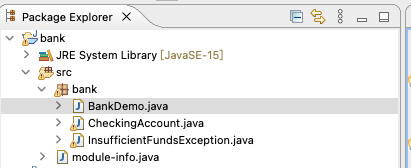 Package Explorer
bank
JRE System Library [JavaSE-15]
src
bank
BankDemo.java
CheckingAccount.java
InsufficientFundsException.java
module-info.java